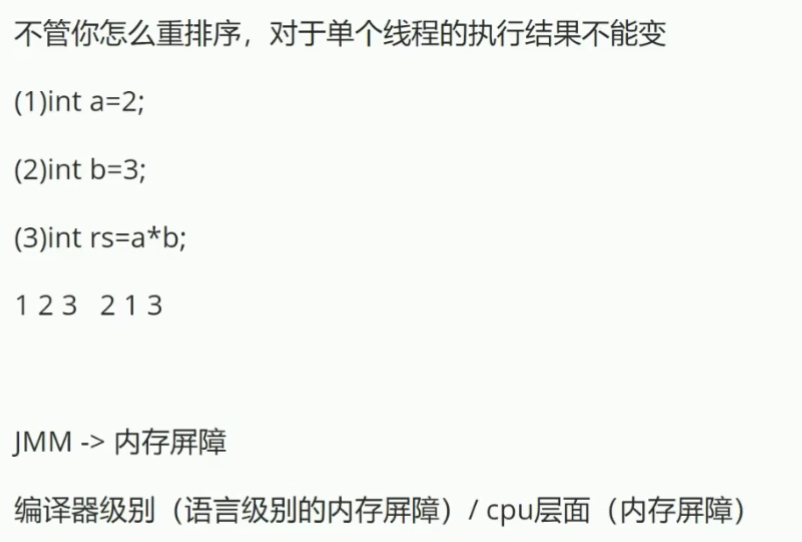 不管你怎么重排序，对于单个线程的执行结果不能变
(1)int a=2;
(2)int b=3;
(3)int rs=a*b;
1 2 3 2 1 3
JMM -> 内存屏障
编译器级别（语言级别的内存屏障）/ cpu层面（内存屏障）